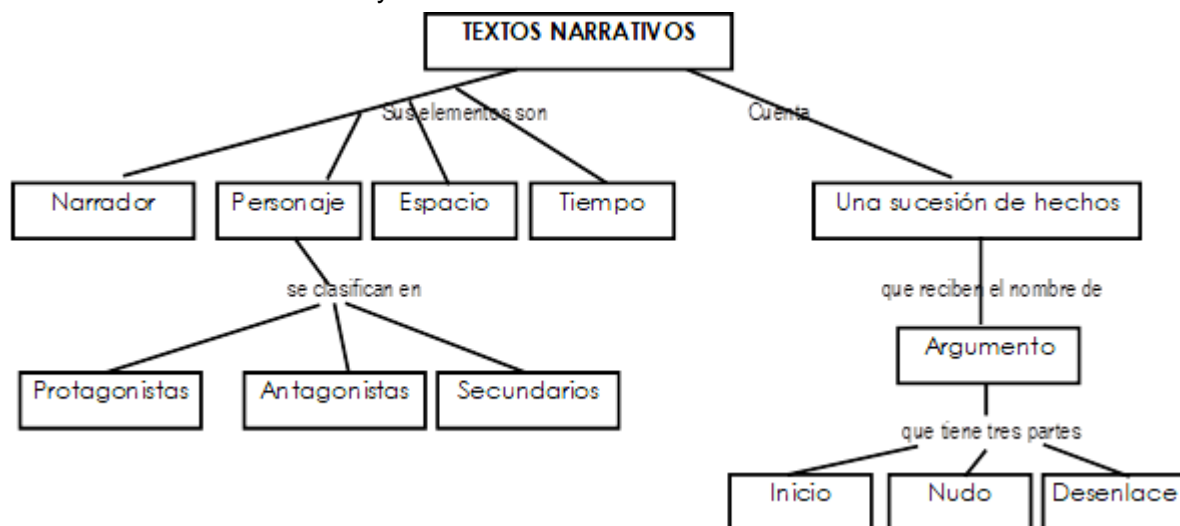 TEXTOS NARRATIVOS
Sus elementos son
Cuenta
Narrador
Personaje
Espacio
Tiempo
Una sucesión de hechos
se clasifican en
que reciben el nombre de
Argumento
Protagonistas
Antagonistas
Secundarios
que tiene tres partes
Inicio
Nudo
Desenlace